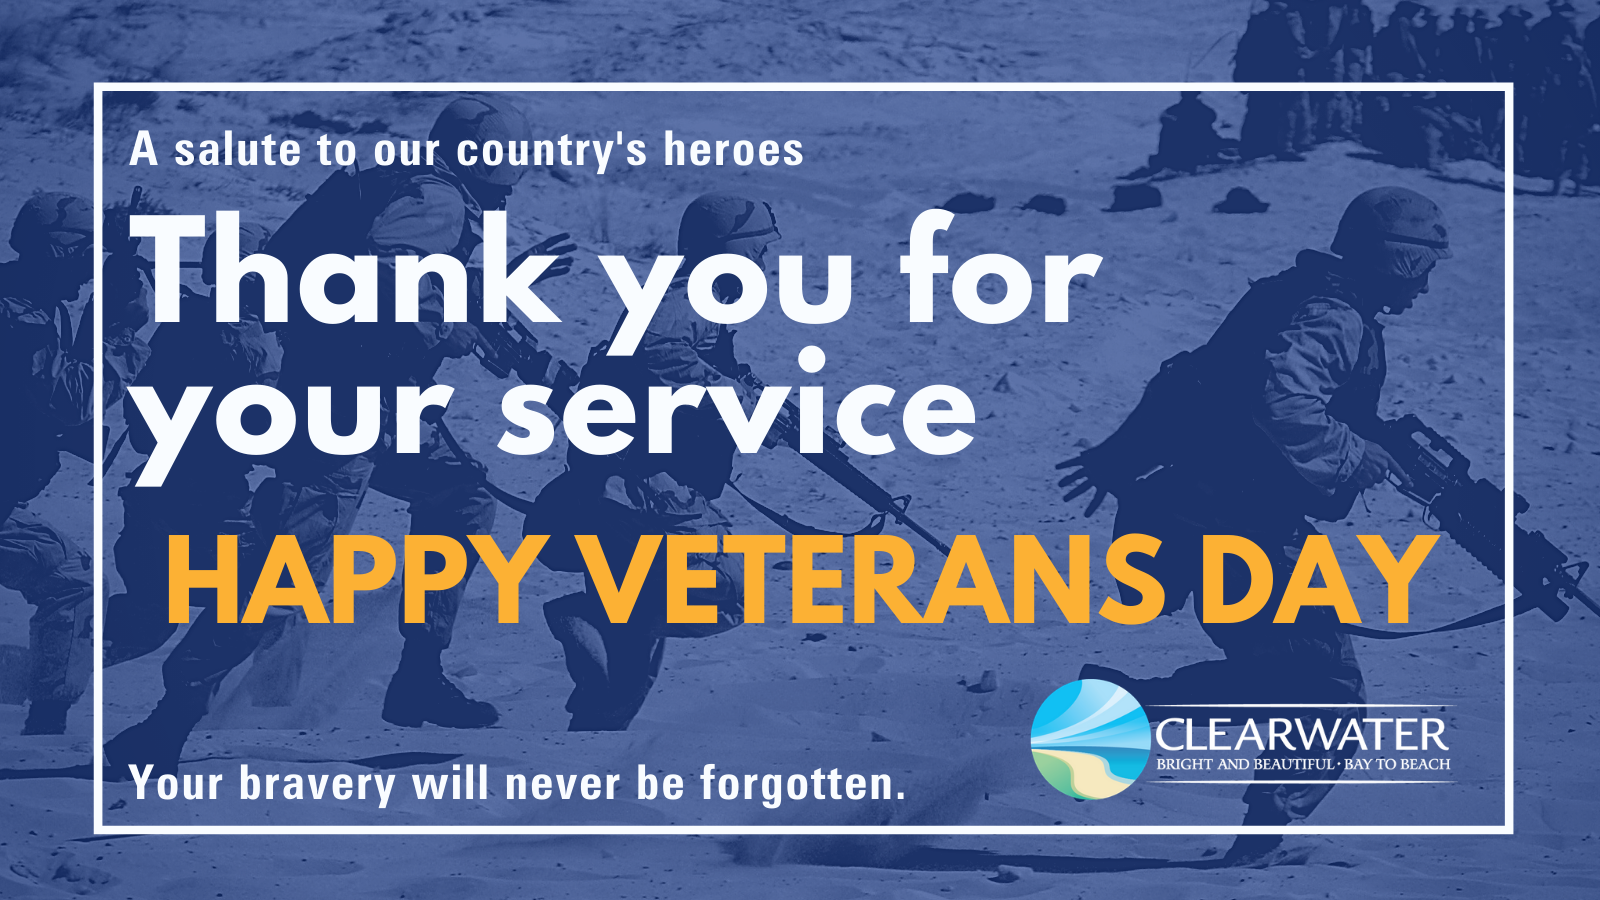 A salute to our country's heroes
Thank you for
your service
HAPPY VETERANS DAY
CLEARWATER
BRIGHT AND BEAUTIFUL • BAY TO BEACH
Your bravery will never be forgotten.